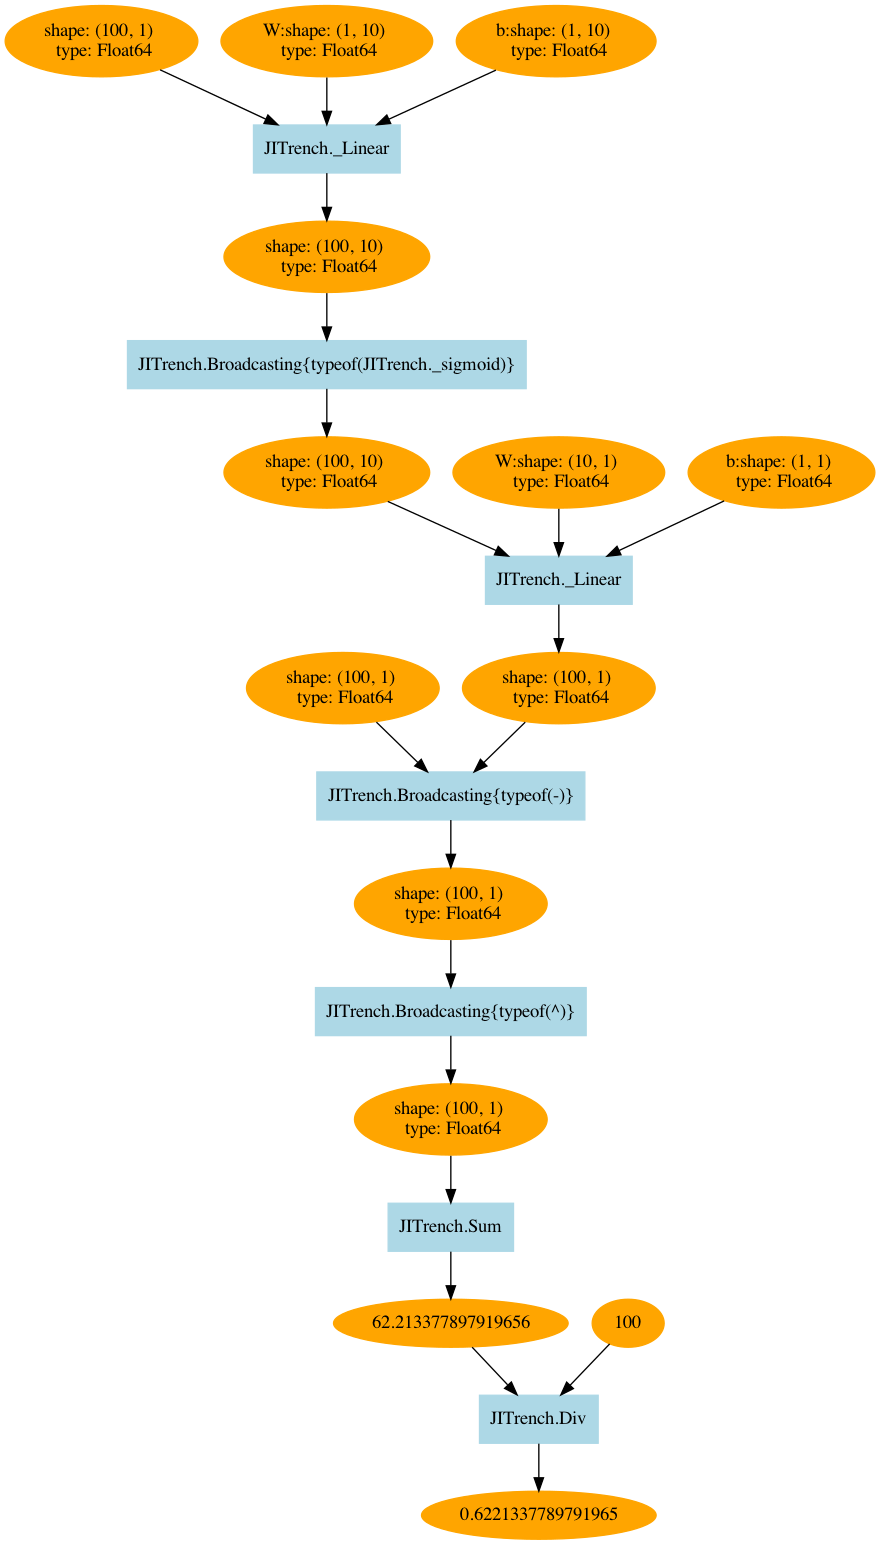 shape: (100, 1)
type: Float64
W:shape: (1, 10)
type: Float64
b:shape: (1, 10)
type: Float64
JITrench._Linear
shape: (100, 10)
type: Float64
JITrench.Broadcasting{typeof(JITrench._sigmoid)}
shape: (100, 10)
type: Float64
W:shape: (10, 1)
type: Float64
b:shape: (1, 1)
type: Float64
JITrench._Linear
shape: (100, 1)
type: Float64
shape: (100, 1)
type: Float64
JITrench.Broadcasting{typeof(-)}
shape: (100, 1)
type: Float64
JITrench.Broadcasting{typeof(^)}
shape: (100, 1)
type: Float64
JITrench.Sum
62.213377897919656
100
JITrench.Div
0.6221337789791965